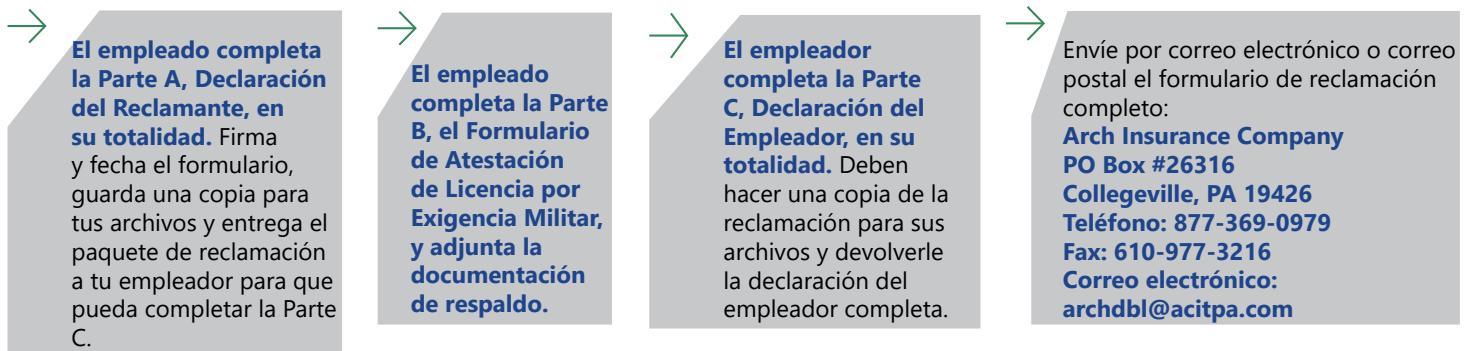 El empleado completa
la Parte A, Declaración
del Reclamante, en
su totalidad. Firma
y fecha el formulario,
guarda una copia para
tus archivos y entrega el
paquete de reclamación
a tu empleador para que
pueda completar la Parte
C.
El empleado
completa la Parte
B, el Formulario
de Atestación
de Licencia por
Exigencia Militar,
y adjunta la
documentación
de respaldo.
El empleador
completa la Parte
C, Declaración del
Empleador, en su
totalidad. Deben
hacer una copia de la
reclamación para sus
archivos y devolverle
la declaración del
empleador completa.
Envíe por correo electrónico o correo
postal el formulario de reclamación
completo:
Arch Insurance Company
PO Box #26316
Collegeville, PA 19426
Teléfono: 877-369-0979
Fax: 610-977-3216
Correo electrónico:
archdbl@acitpa.com